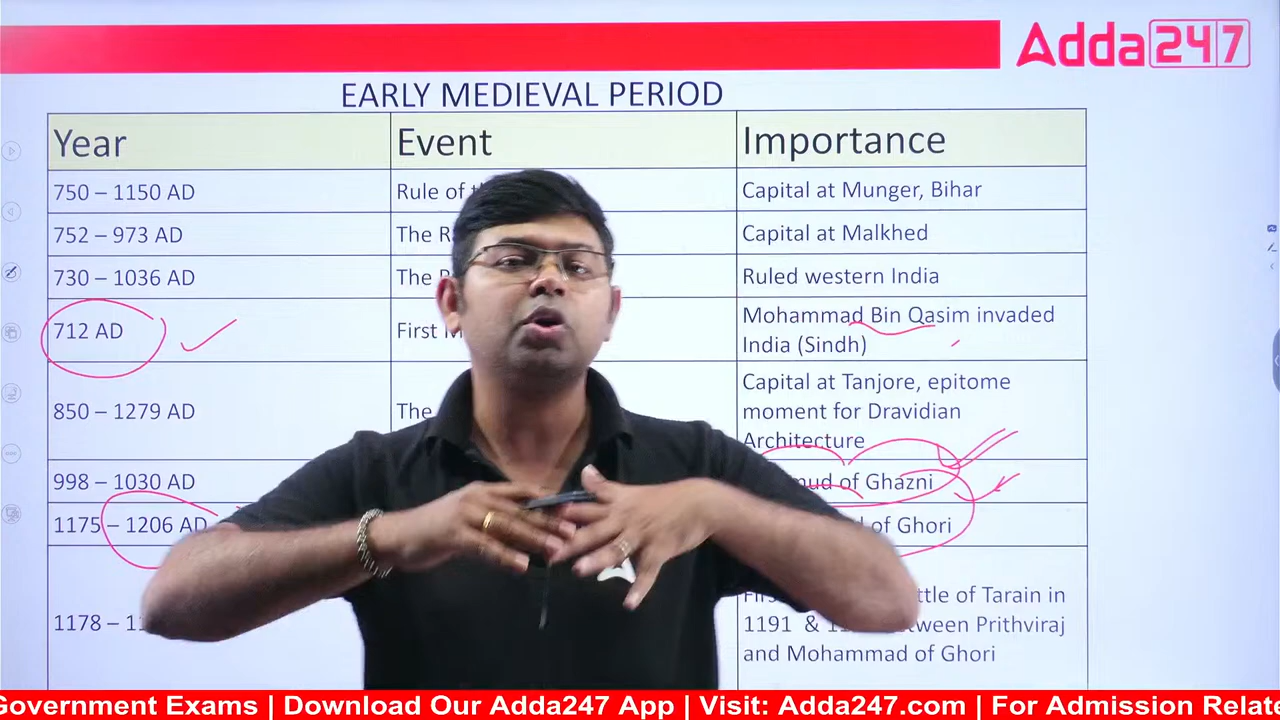 Adda247
EARLY MEDIEVAL PERIOD
Year Event Importance
750 – 1150 AD Rule of Capital at Munger, Bihar
752 – 973 AD The Capital at Malkhed
730 – 1036 AD The Ruled western India
712 AD First Mohammad Bin Qasim invaded
India (Sindh)
850 – 1279 AD The Capital at Tanjore, epitome
moment for Dravidian
Architecture
998 – 1030 AD of Ghazni
1175 – 1206 AD of Ghori
of Tarain in
1178 – 1191 & Prithviraj
and Mohammad of Ghori
Government Exams | Download Our Adda247 App | Visit: Adda247.com | For Admission